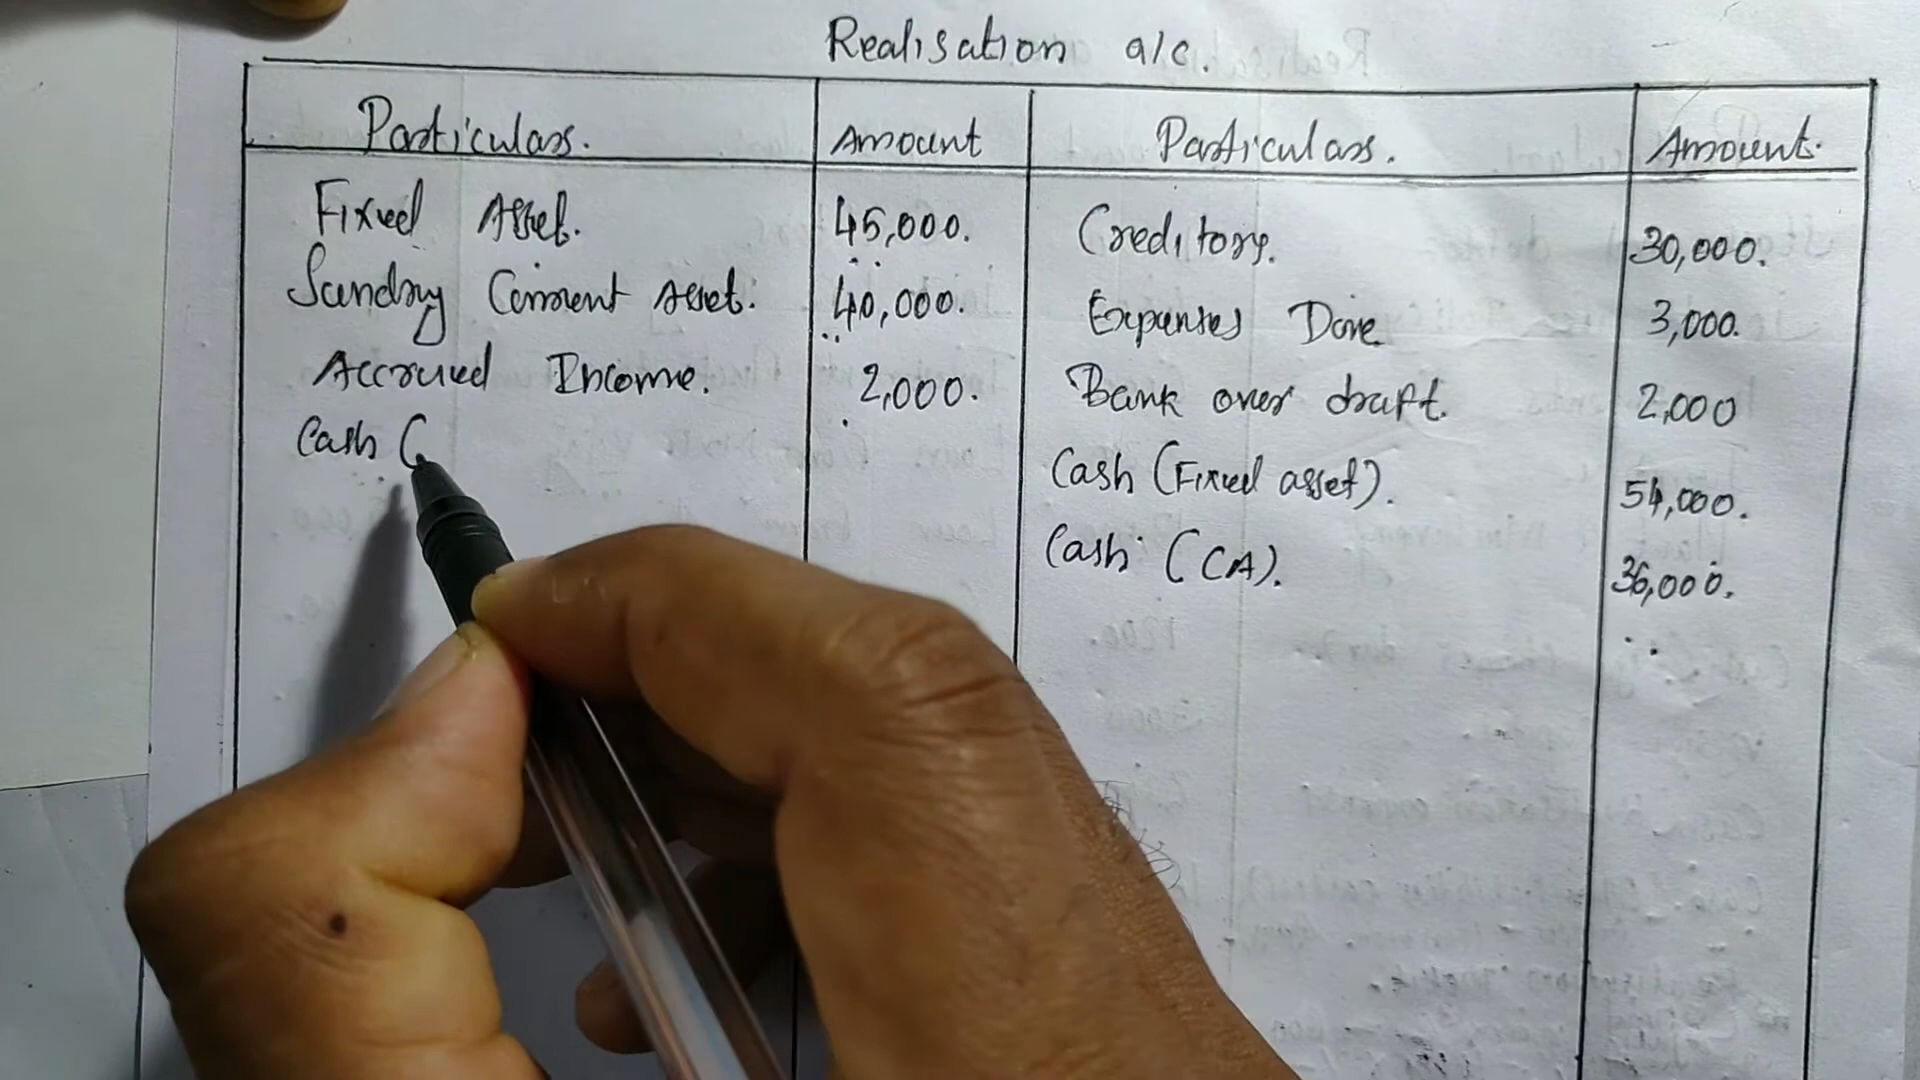 Realisation a/c.
Particulars. Amount Particulars. Amount.
Fixed Asset. 45,000. Creditors. 30,000.
Sundry Current Asset. 40,000. Expenses Done 3,000.
Accrued Income. 2,000. Bank over draft. 2,000
Cash ( Cash (Fixed asset). 54,000.
Cash (CA). 36,000.